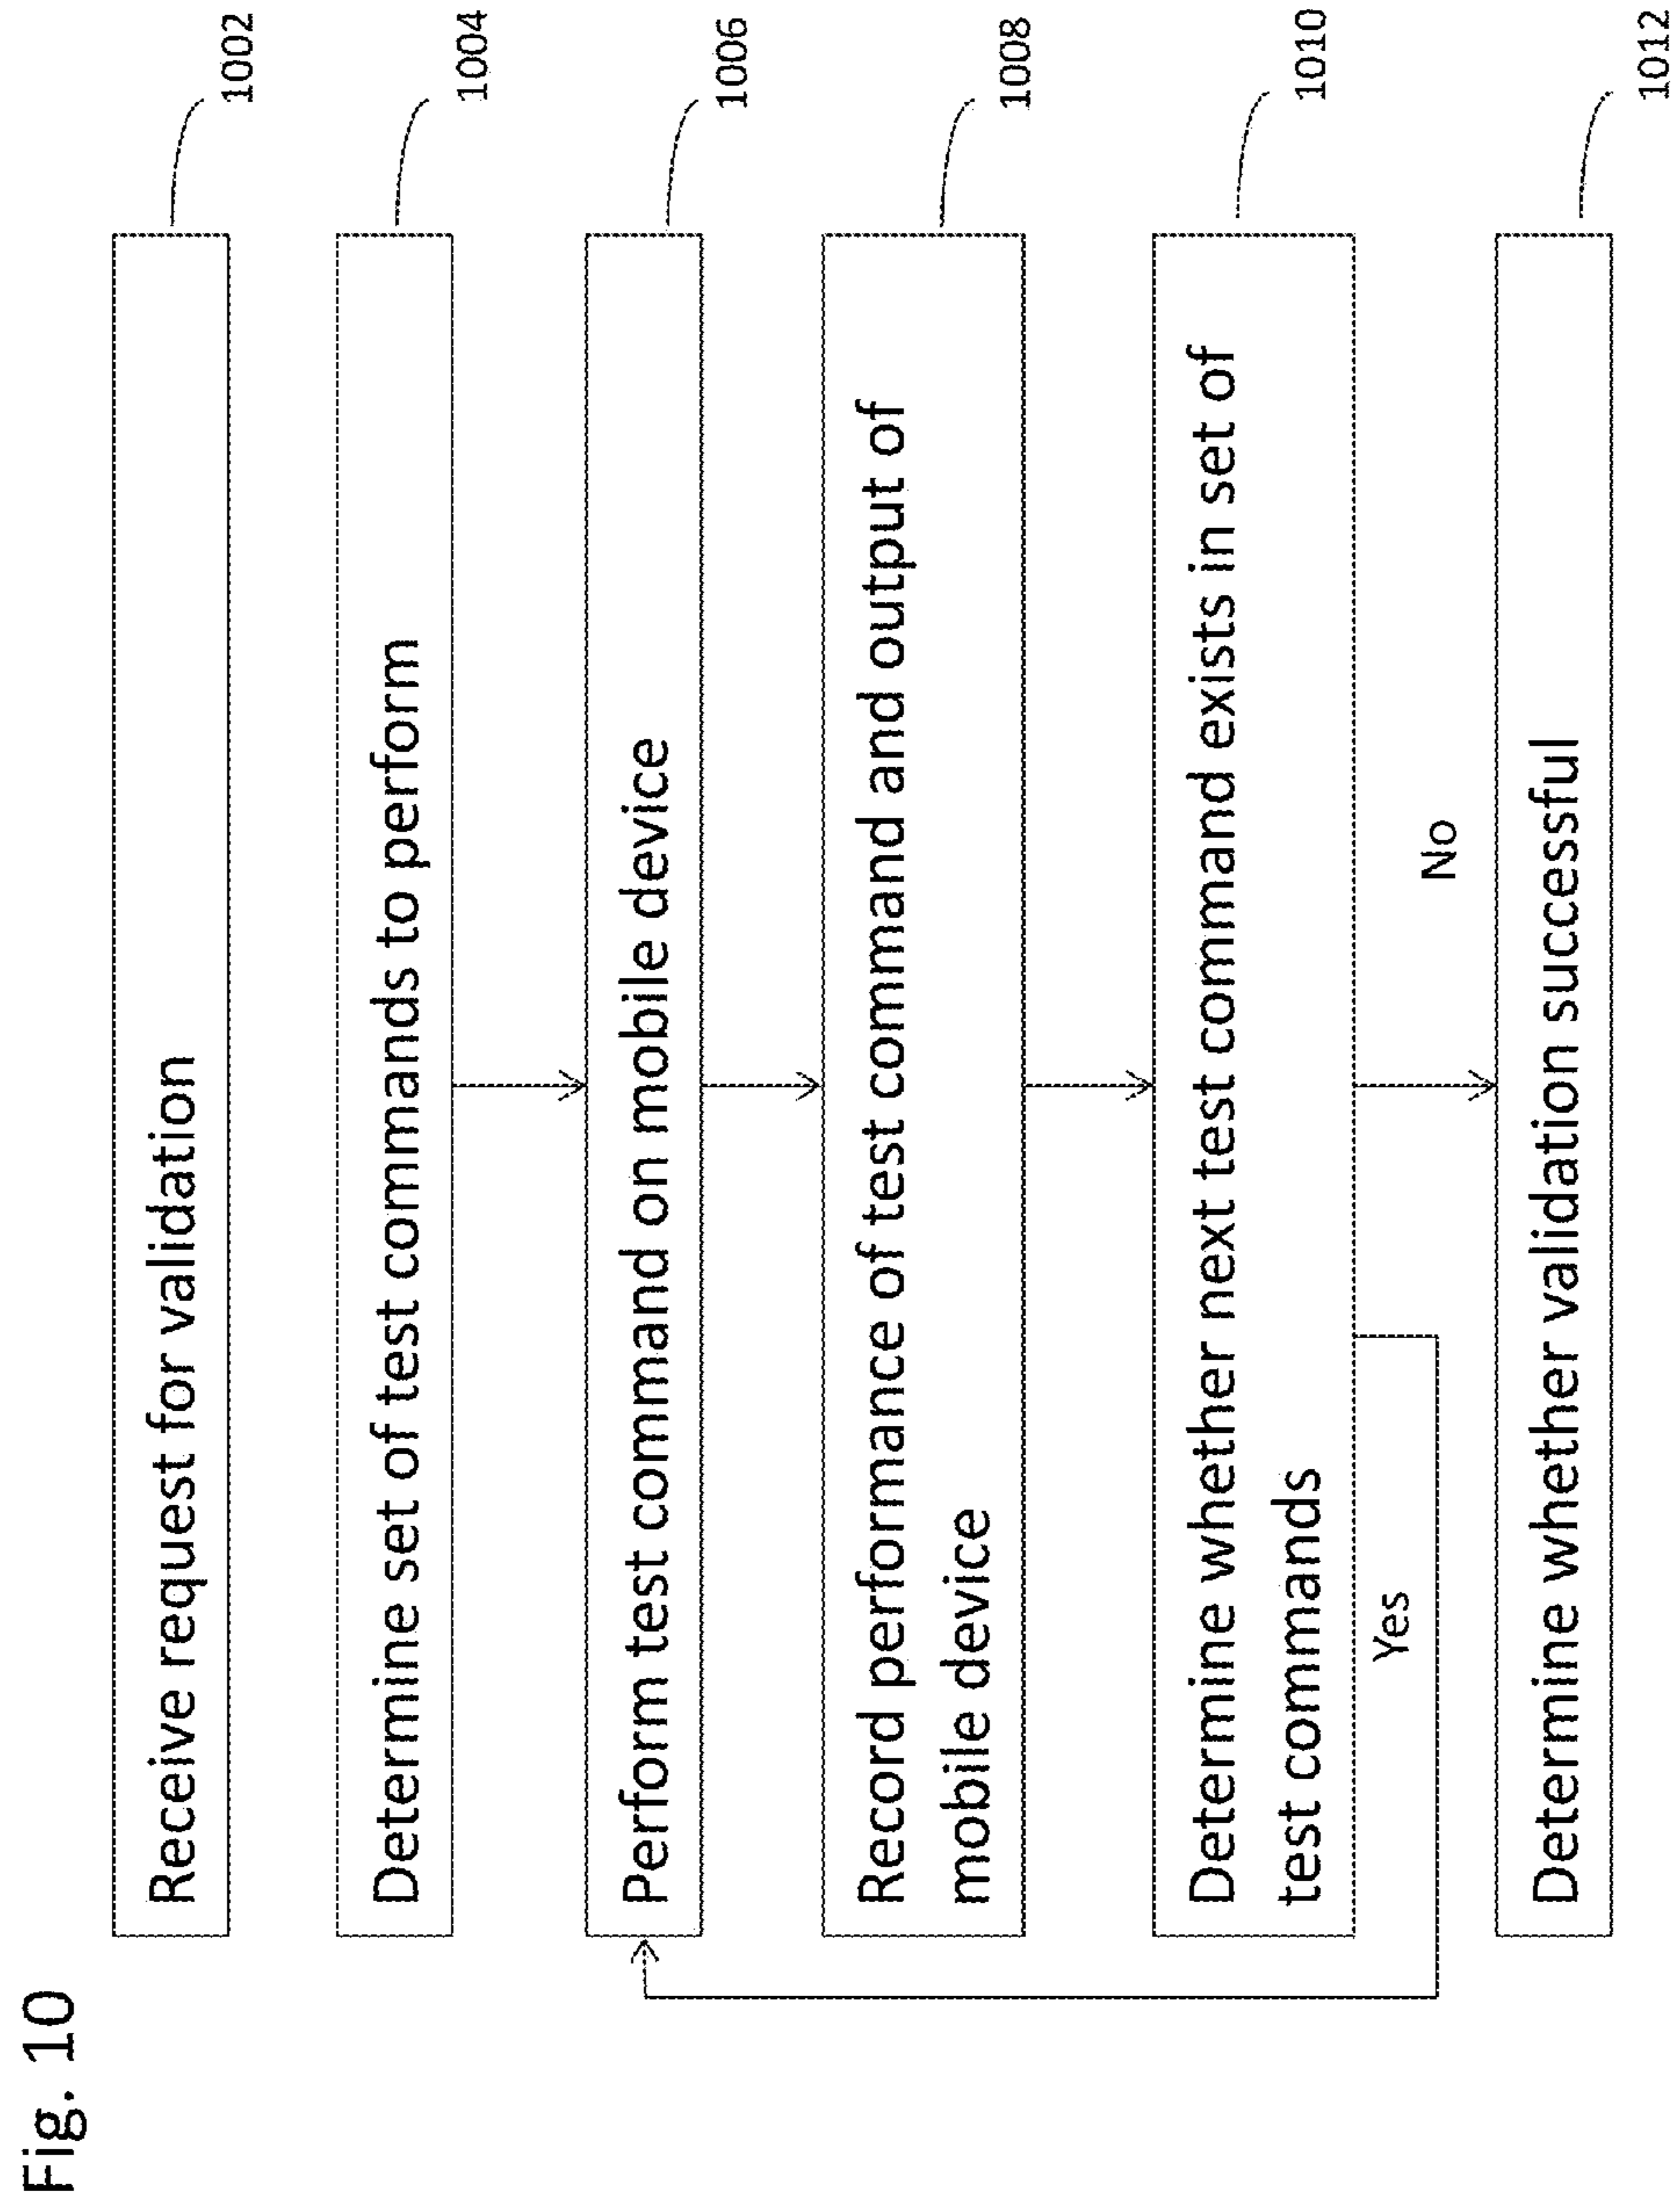 Fig. 10
Receive request for validation
1002
Determine set of test commands to perform
1004
Perform test command on mobile device
1006
Record performance of test command and output of
mobile device
1008
Determine whether next test command exists in set of
test commands
1010
Yes
No
Determine whether validation successful
1012